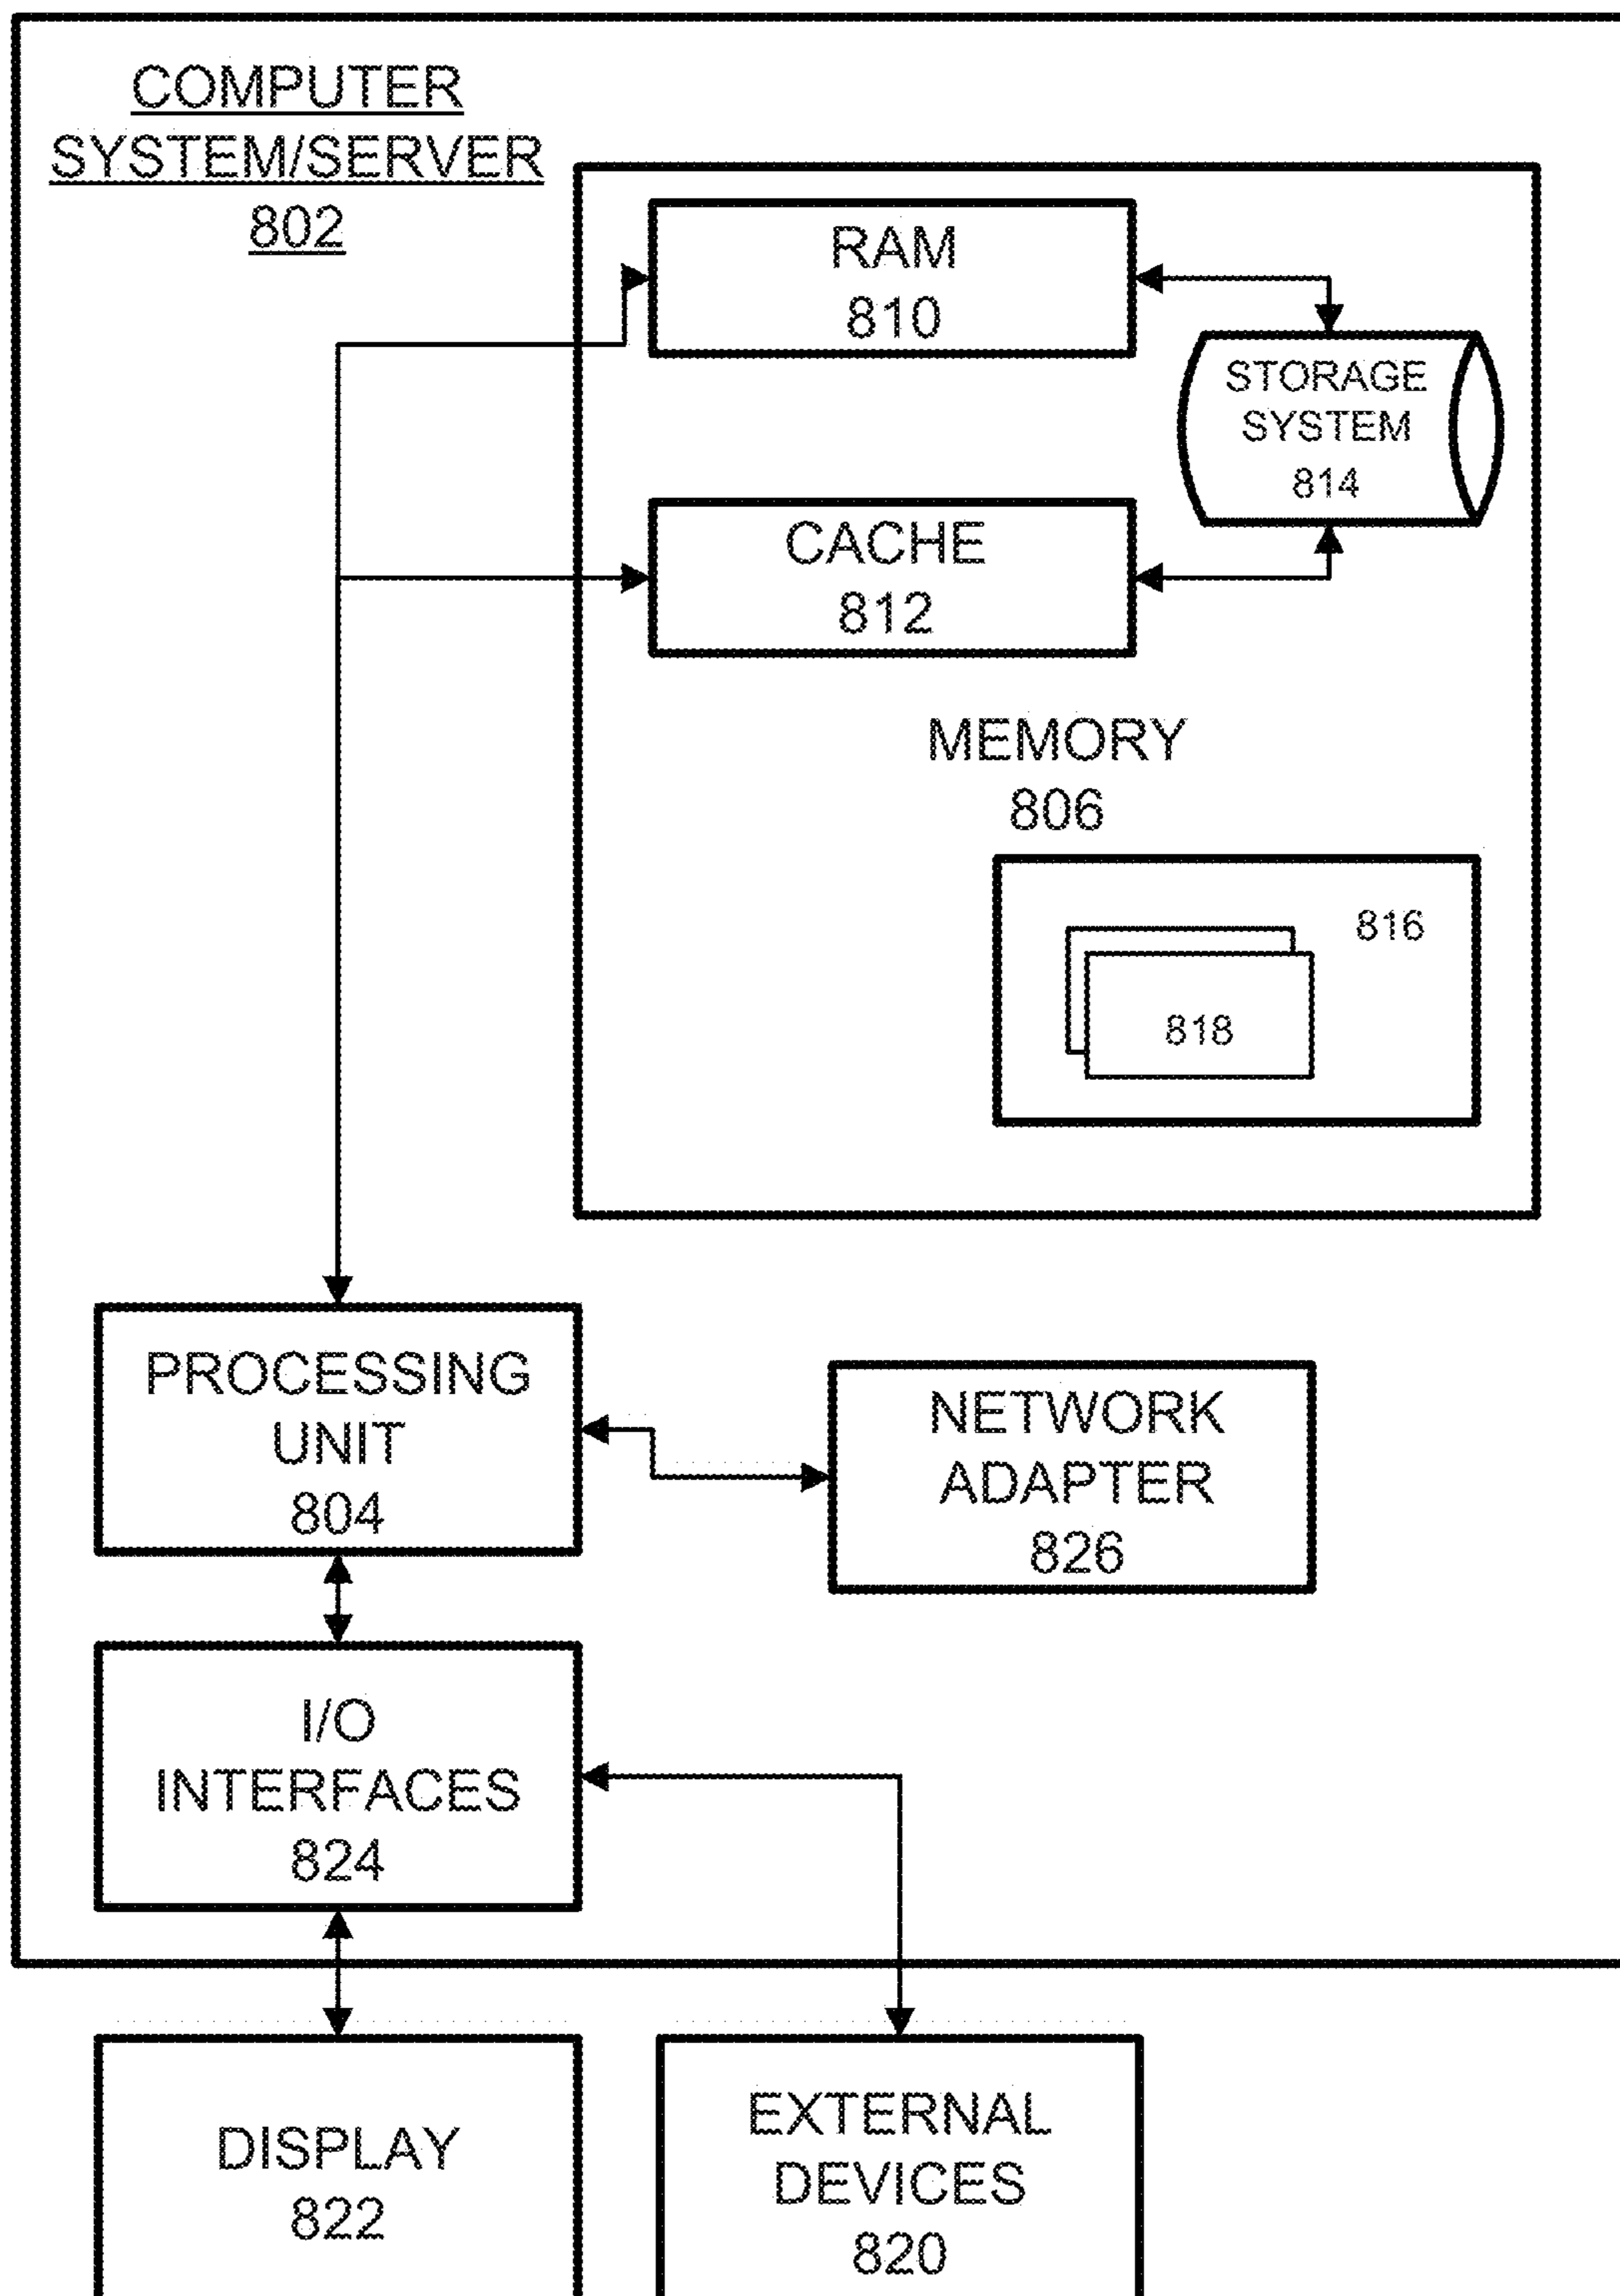 COMPUTER
SYSTEM/SERVER
802
RAM
810
STORAGE
SYSTEM
814
CACHE
812
MEMORY
806
816
818
PROCESSING
UNIT
804
NETWORK
ADAPTER
826
I/O
INTERFACES
824
DISPLAY
822
EXTERNAL
DEVICES
820